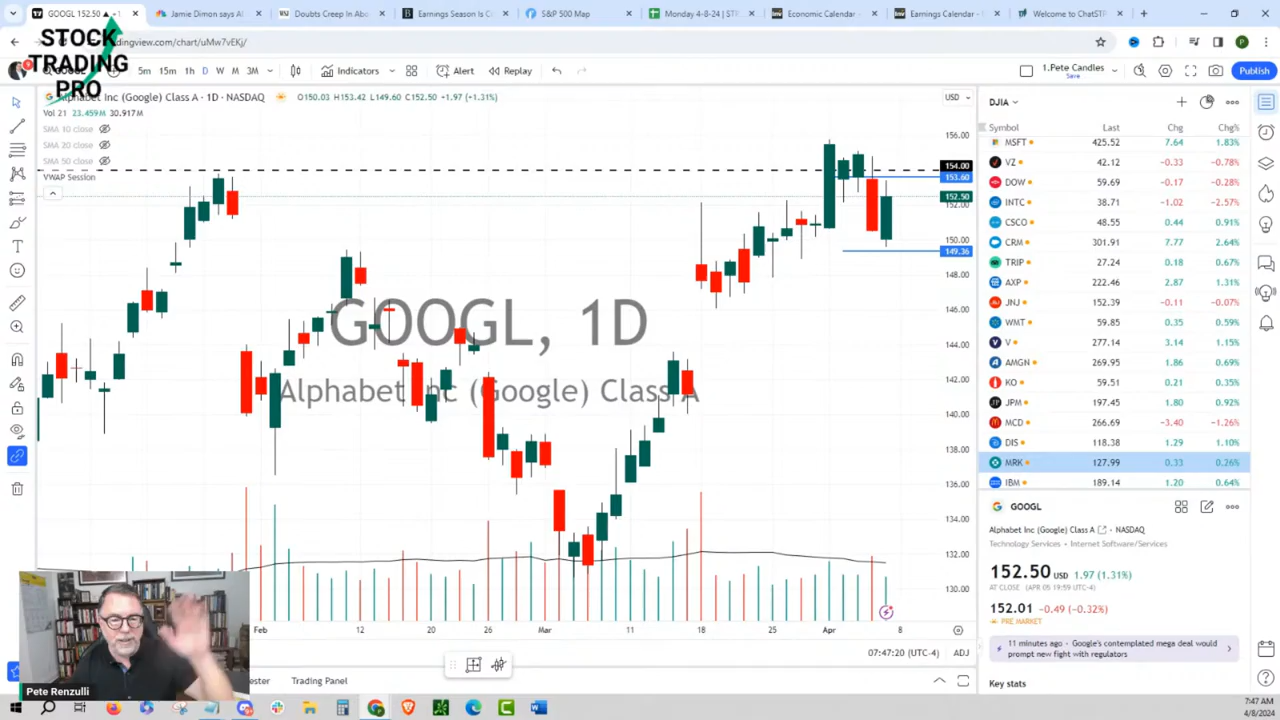 GOOGL 152.50 ▲ +1
Jamie Dimon says AI
Doubts Creep In Abo
Earnings Season Is C
S&P 500 Map
Monday 4-8-24 | STR
Economic Calendar -
Earnings Calendar -
Welcome to ChatSTP
STOCK
TRADING
PRO
tradingview.com/chart/uMw7vEKj/
GOOGL
5m 15m 1h D W M 3M
Indicators
Alert
Replay
1.Pete Candles
Save
Publish
Alphabet Inc (Google) Class A · 1D · NASDAQ
O150.03 H153.42 L149.60 C152.50 +1.97 (+1.31%)
USD
Vol 21 23.459M 30.917M
SMA 10 close
SMA 20 close
SMA 50 close
VWAP Session
GOOGL, 1D
Alphabet Inc (Google) Class A
156.00
154.00
153.60
152.50
152.00
150.00
149.36
148.00
146.00
144.00
142.00
140.00
138.00
136.00
134.00
132.00
130.00
Feb 12 20 26 Mar 11 18 25 Apr 8
07:47:20 (UTC-4) ADJ
ester
Trading Panel
Pete Renzulli
DJIA
Symbol Last Chg Chg%
MSFT 425.52 7.64 1.83%
VZ 42.12 -0.33 -0.78%
DOW 59.69 -0.17 -0.28%
INTC 38.71 -1.02 -2.57%
CSCO 48.55 0.44 0.91%
CRM 301.91 7.77 2.64%
TRIP 27.24 0.18 0.67%
AXP 222.46 2.87 1.31%
JNJ 152.39 -0.11 -0.07%
WMT 59.85 0.35 0.59%
V 277.14 3.14 1.15%
AMGN 269.95 1.86 0.69%
KO 59.51 0.21 0.35%
JPM 197.45 1.80 0.92%
MCD 266.69 -3.40 -1.26%
DIS 118.38 1.29 1.10%
MRK 127.99 0.33 0.26%
IBM 189.14 1.20 0.64%
GOOGL
Alphabet Inc (Google) Class A · NASDAQ
Technology Services · Internet Software/Services
152.50 USD 1.97 (1.31%)
AT CLOSE (APR 05 19:59 UTC-4)
152.01 -0.49 (-0.32%)
PRE MARKET
11 minutes ago · Google's contemplated mega deal would
prompt new fight with regulators
Key stats
7:47 AM
4/8/2024